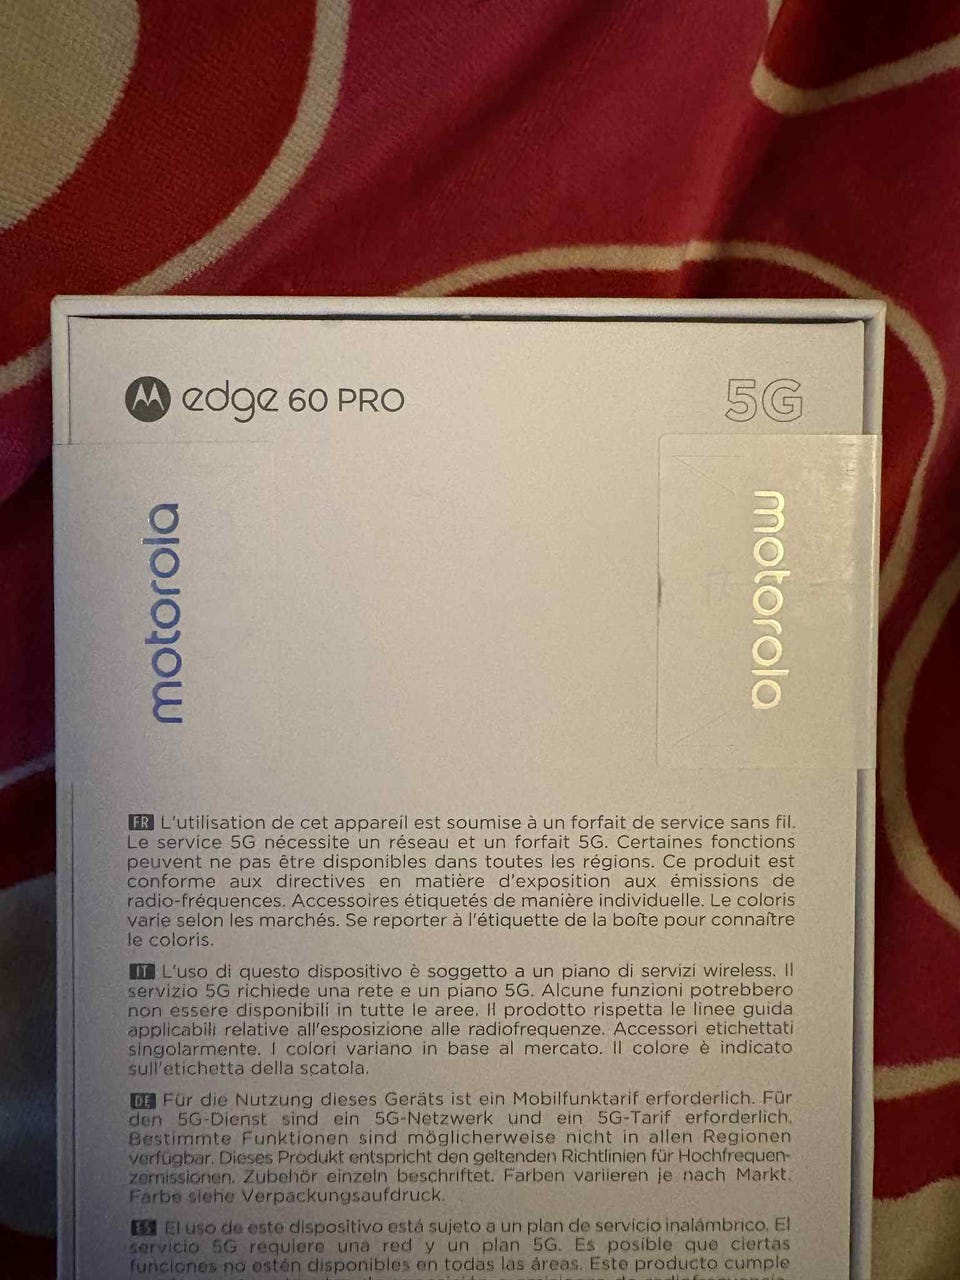 edge 60 PRO
5G
motorola
motorola
FR L'utilisation de cet appareil est soumise à un forfait de service sans fil.
Le service 5G nécessite un réseau et un forfait 5G. Certaines fonctions
peuvent ne pas être disponibles dans toutes les régions. Ce produit est
conforme aux directives en matière d'exposition aux émissions de
radio-fréquences. Accessoires étiquetés de manière individuelle. Le coloris
varie selon les marchés. Se reporter à l'étiquette de la boîte pour connaître
le coloris.
IT L'uso di questo dispositivo è soggetto a un piano di servizi wireless. Il
servizio 5G richiede una rete e un piano 5G. Alcune funzioni potrebbero
non essere disponibili in tutte le aree. Il prodotto rispetta le linee guida
applicabili relative all'esposizione alle radiofrequenze. Accessori etichettati
singolarmente. I colori variano in base al mercato. Il colore è indicato
sull'etichetta della scatola.
DE Für die Nutzung dieses Geräts ist ein Mobilfunktarif erforderlich. Für
den 5G-Dienst sind ein 5G-Netzwerk und ein 5G-Tarif erforderlich.
Bestimmte Funktionen sind möglicherweise nicht in allen Regionen
verfügbar. Dieses Produkt entspricht den geltenden Richtlinien für Hochfrequen-
zemissionen. Zubehör einzeln beschriftet. Farben variieren je nach Markt.
Farbe siehe Verpackungsaufdruck.
ES El uso de este dispositivo está sujeto a un plan de servicio inalámbrico. El
servicio 5G requiere una red y un plan 5G. Es posible que ciertas
funciones no estén disponibles en todas las áreas. Este producto cumple